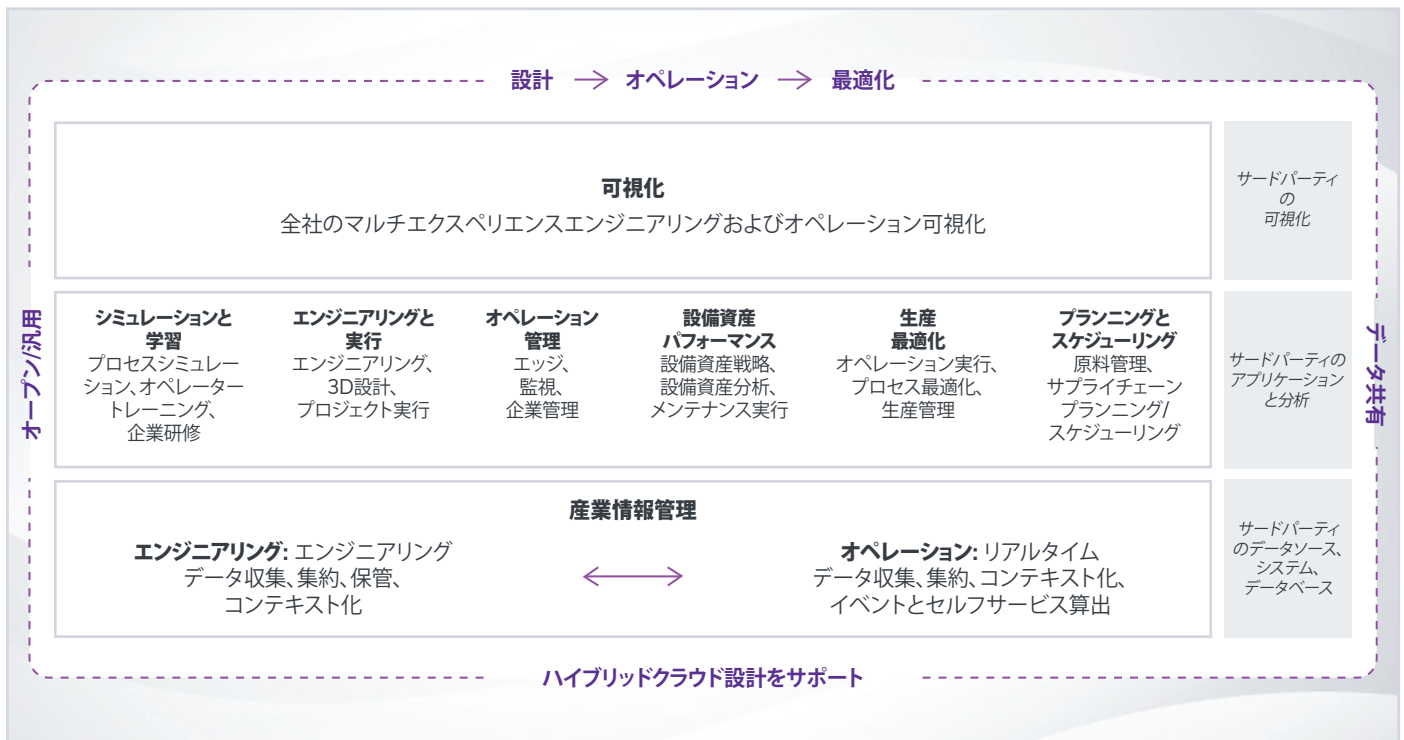 設計 → オペレーション → 最適化
オープン/汎用
可視化
全社のマルチエクスペリエンスエンジニアリングおよびオペレーション可視化
サードパーティ
の
可視化
シミュレーションと
学習
プロセスシミュレー
ション、オペレーター
トレーニング、
企業研修
エンジニアリングと
実行
エンジニアリング、
3D設計、
プロジェクト実行
オペレーション
管理
エッジ、
監視、
企業管理
設備資産
パフォーマンス
設備資産戦略、
設備資産分析、
メンテナンス実行
生産
最適化
オペレーション実行、
プロセス最適化、
生産管理
プランニングと
スケジューリング
原料管理、
サプライチェーン
プランニング/
スケジューリング
サードパーティの
アプリケーション
と分析
データ共有
産業情報管理
エンジニアリング: エンジニアリング
データ収集、集約、保管、
コンテキスト化
オペレーション: リアルタイム
データ収集、集約、コンテキスト化、
イベントとセルフサービス算出
サードパーティ
のデータソース、
システム、
データベース
ハイブリッドクラウド設計をサポート